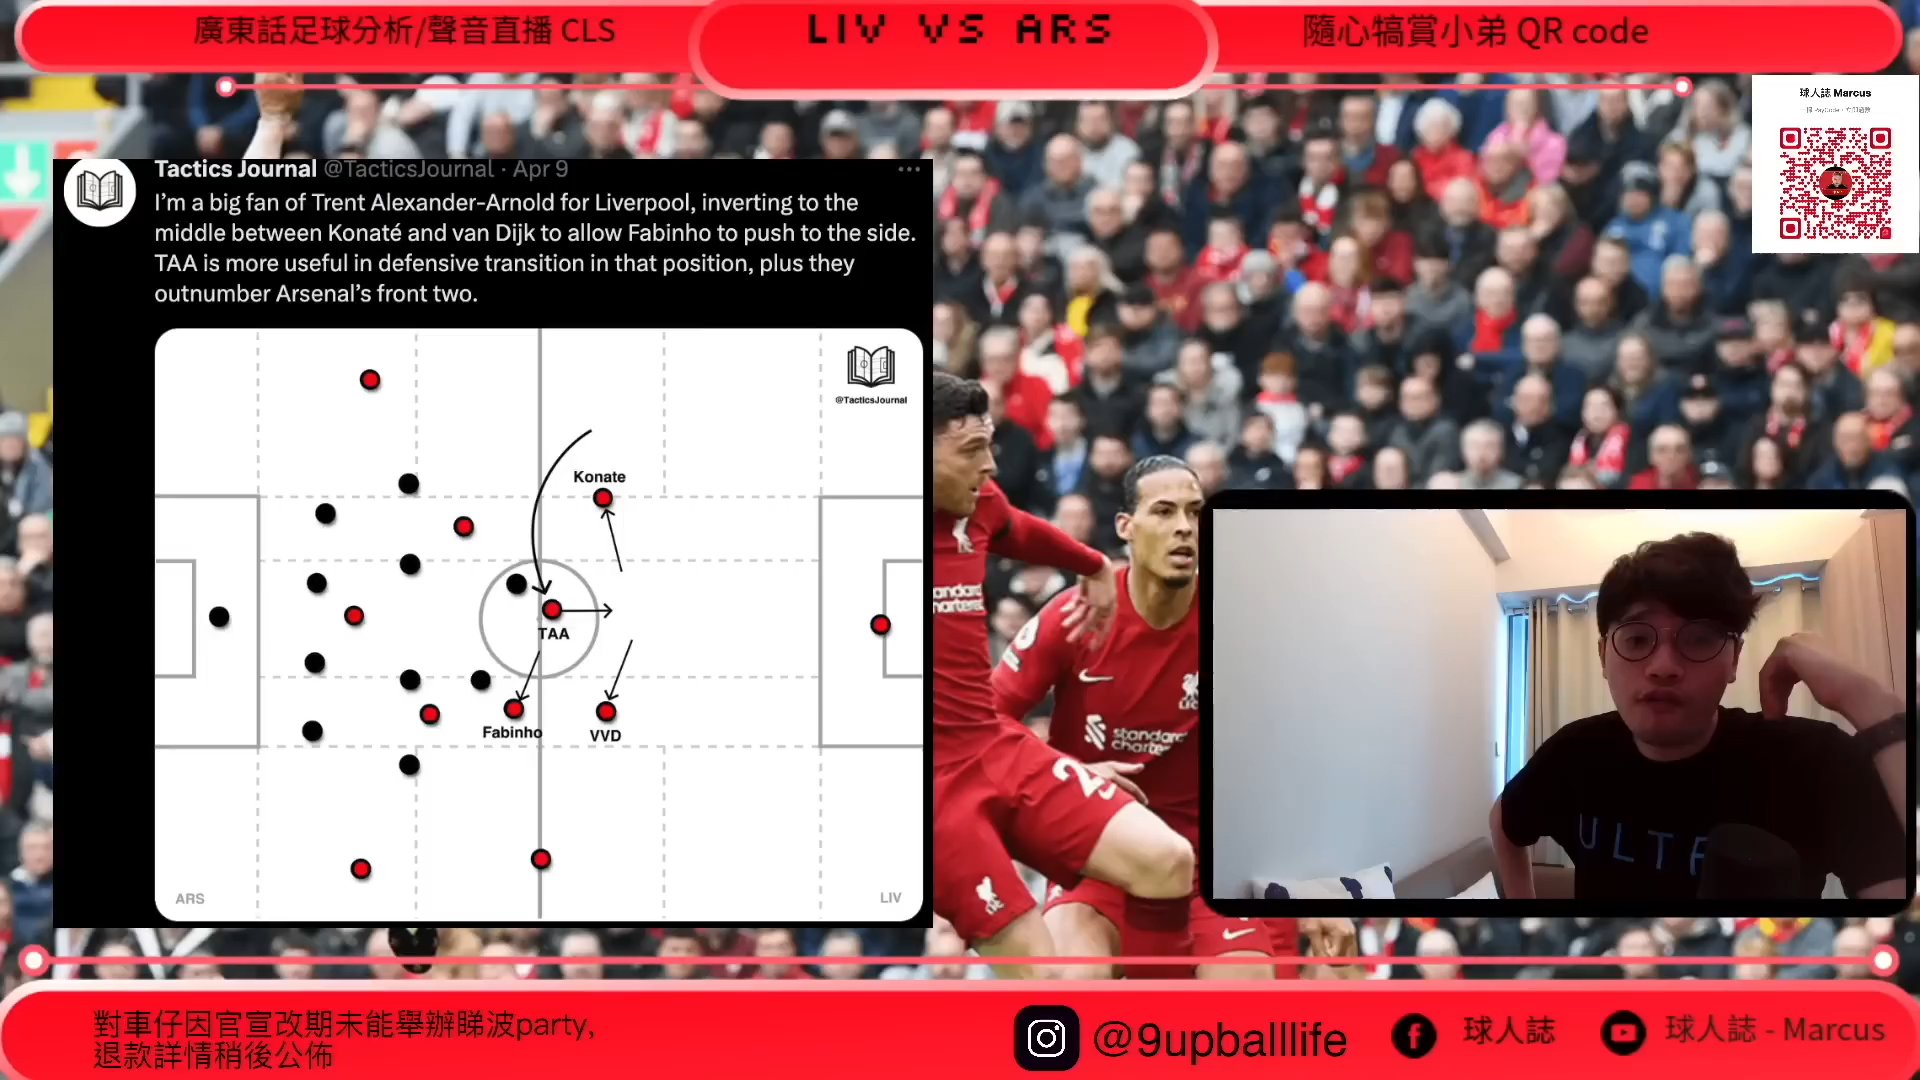 廣東話足球分析/聲音直播 CLS
LIV VS ARS
隨心犒賞小弟 QR code
球人誌 Marcus
Tactics Journal @TacticsJournal · Apr 9
I'm a big fan of Trent Alexander-Arnold for Liverpool, inverting to the
middle between Konaté and van Dijk to allow Fabinho to push to the side.
TAA is more useful in defensive transition in that position, plus they
outnumber Arsenal's front two.
@TacticsJournal
Konate
TAA
Fabinho
VVD
ARS
LIV
standard
chartered
standard
charte
2
ULTR
對車仔因官宣改期未能舉辦睇波party,
退款詳情稍後公佈
@9upballlife
球人誌
球人誌 - Marcus